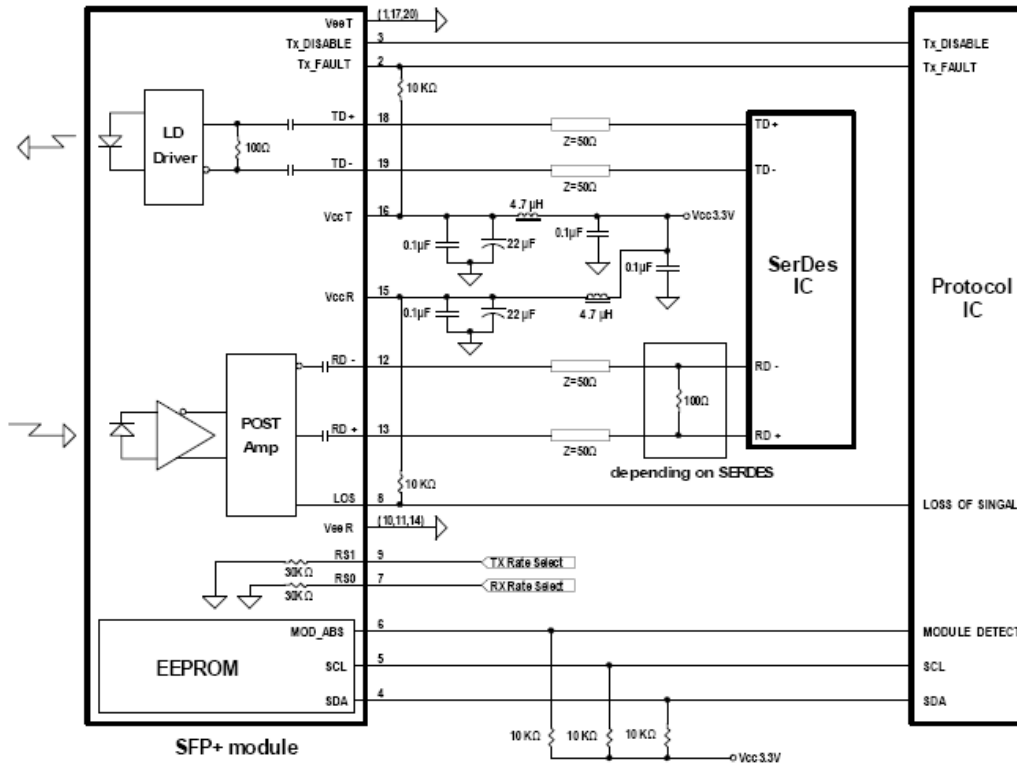 VeeT (1,17,20)
Tx_DISABLE 3 Tx_DISABLE
Tx_FAULT 2 Tx_FAULT
10 KΩ
LD
Driver
100Ω
TD+ 18 TD+
Z=50Ω
TD- 19 TD-
Z=50Ω
VccT 16
4.7 µH
Vcc3.3V
0.1µF
22 µF
0.1µF
0.1µF
SerDes
IC
Protocol
IC
VccR 15
0.1µF
22 µF
4.7 µH
RD - 12 RD -
Z=50Ω
100Ω
POST
Amp
RD + 13 RD +
Z=50Ω
depending on SERDES
10 KΩ
LOS 8 LOSS OF SINGAL
VeeR (10,11,14)
RS1 9 TX Rate Select
30KΩ
RS0 7 RX Rate Select
30KΩ
EEPROM
MOD_ABS 6 MODULE DETECT
SCL 5 SCL
SDA 4 SDA
10 KΩ 10 KΩ 10 KΩ
Vcc3.3V
SFP+ module